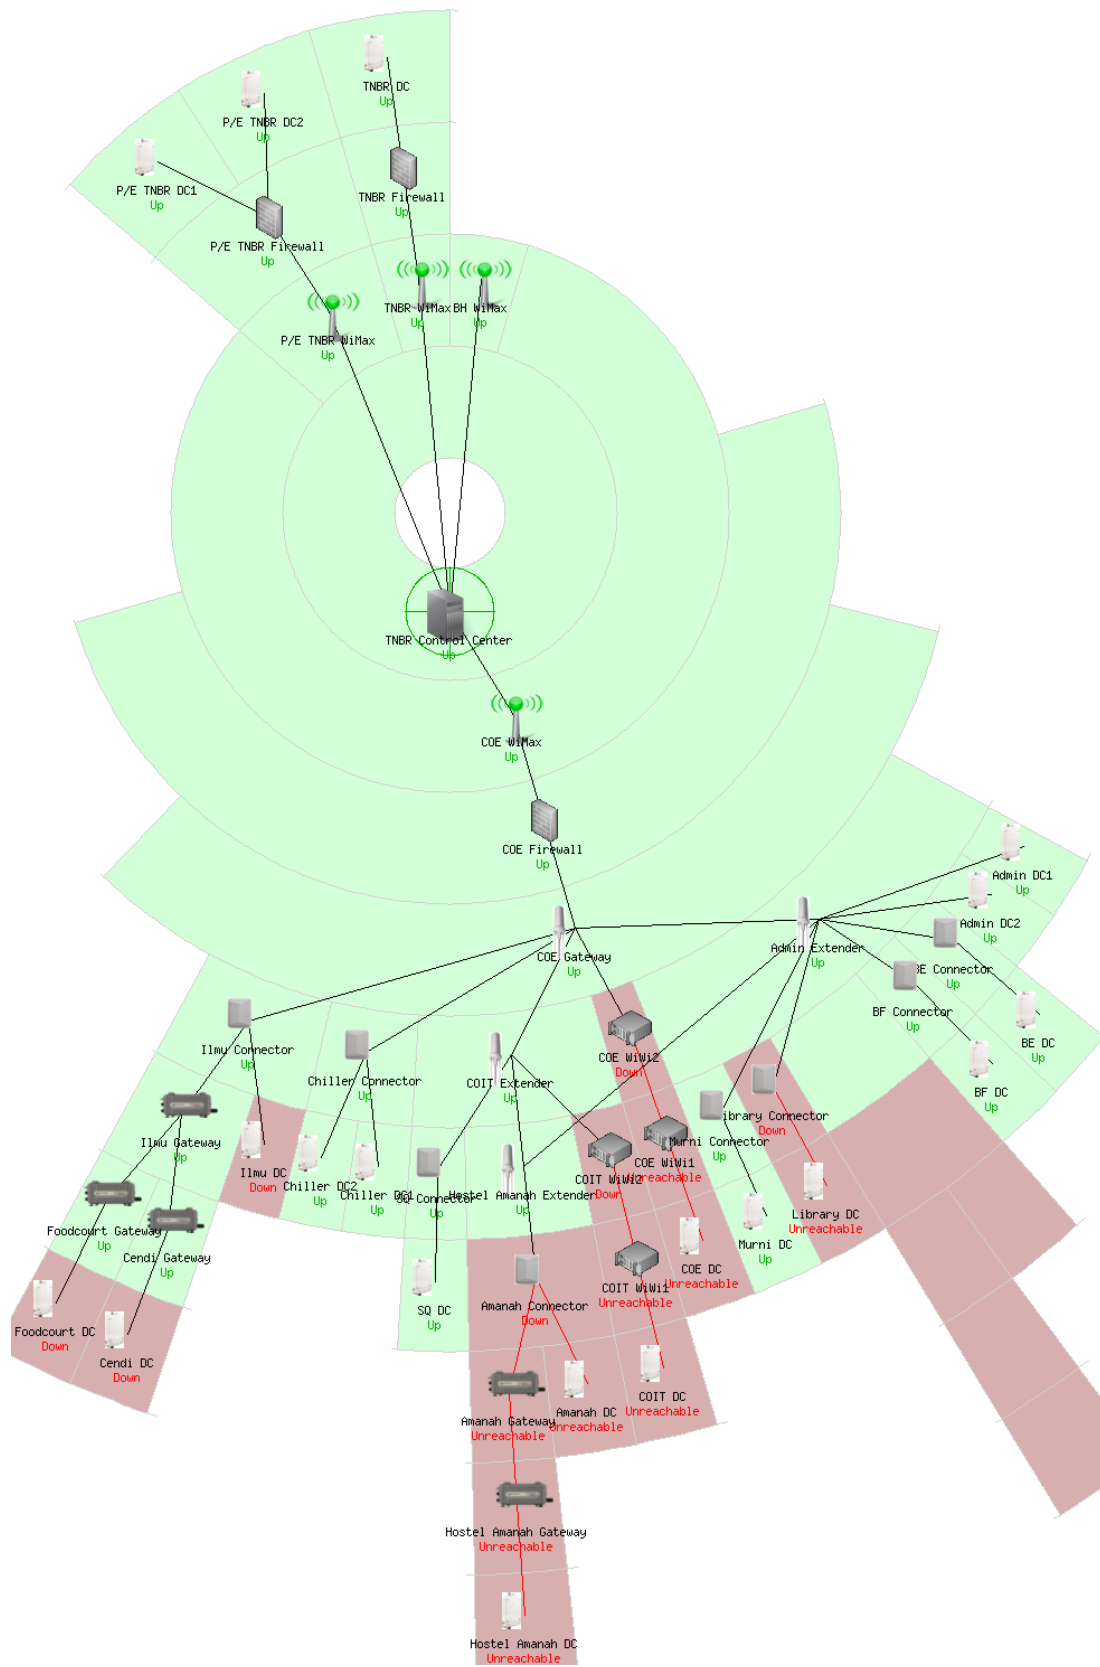 TNBR DC
Up
P/E TNBR DC2
Up
P/E TNBR DC1
Up
TNBR Firewall
Up
P/E TNBR Firewall
Up
TNBR WiMax
Up
BH WiMax
Up
P/E TNBR WiMax
Up
TNBR Control Center
Up
COE WiMax
Up
COE Firewall
Up
Admin DC1
Up
Admin DC2
Up
Admin Extender
Up
COE Gateway
Up
BE Connector
Up
BF Connector
Up
BE DC
Up
BF DC
Up
Ilmu Connector
Up
COE WiWi2
Down
Chiller Connector
Up
COIT Extender
Up
Library Connector
Down
Ilmu Gateway
Up
Murni Connector
Up
COE WiWi1
Unreachable
Ilmu DC
Down
Chiller DC2
Up
Chiller DC1
Up
SQ Connector
Up
Hostel Amanah Extender
Up
COIT WiWi2
Down
Foodcourt Gateway
Up
Cendi Gateway
Up
Library DC
Unreachable
Murni DC
Up
COE DC
Unreachable
COIT WiWi1
Unreachable
Amanah Connector
Down
SQ DC
Up
Foodcourt DC
Down
Cendi DC
Down
COIT DC
Unreachable
Amanah DC
Unreachable
Amanah Gateway
Unreachable
Hostel Amanah Gateway
Unreachable
Hostel Amanah DC
Unreachable